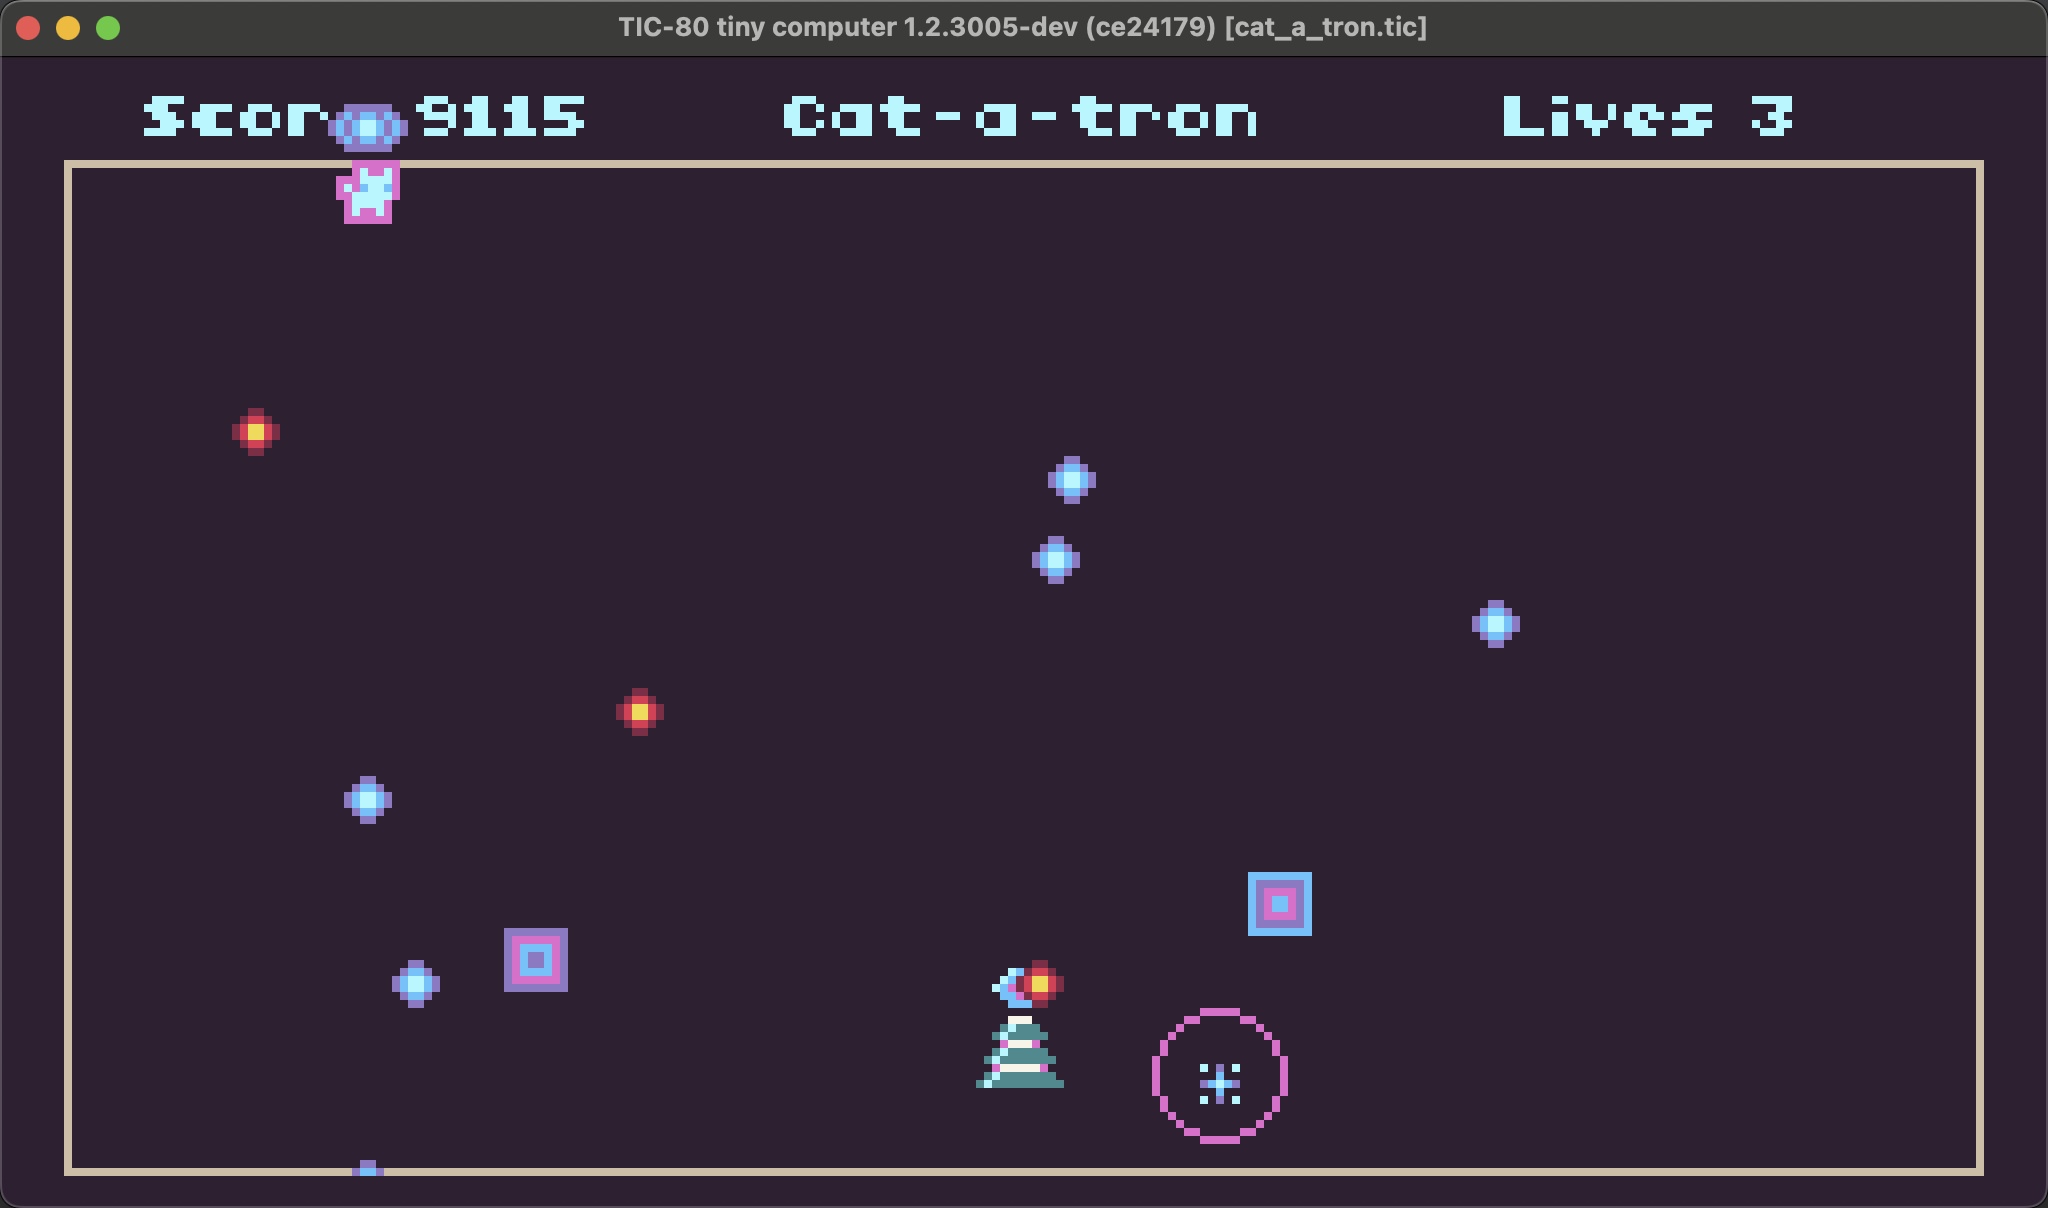 TIC-80 tiny computer 1.2.3005-dev (ce24179) [cat_a_tron.tic]
Scor 9115 Cat-a-tron Lives 3